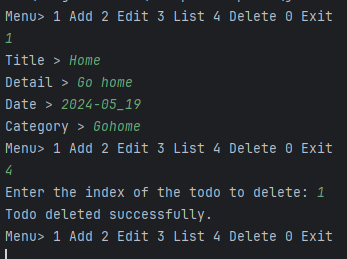 Menu> 1 Add 2 Edit 3 List 4 Delete 0 Exit
1
Title > Home
Detail > Go home
Date > 2024-05_19
Category > Gohome
Menu> 1 Add 2 Edit 3 List 4 Delete 0 Exit
4
Enter the index of the todo to delete: 1
Todo deleted successfully.
Menu> 1 Add 2 Edit 3 List 4 Delete 0 Exit